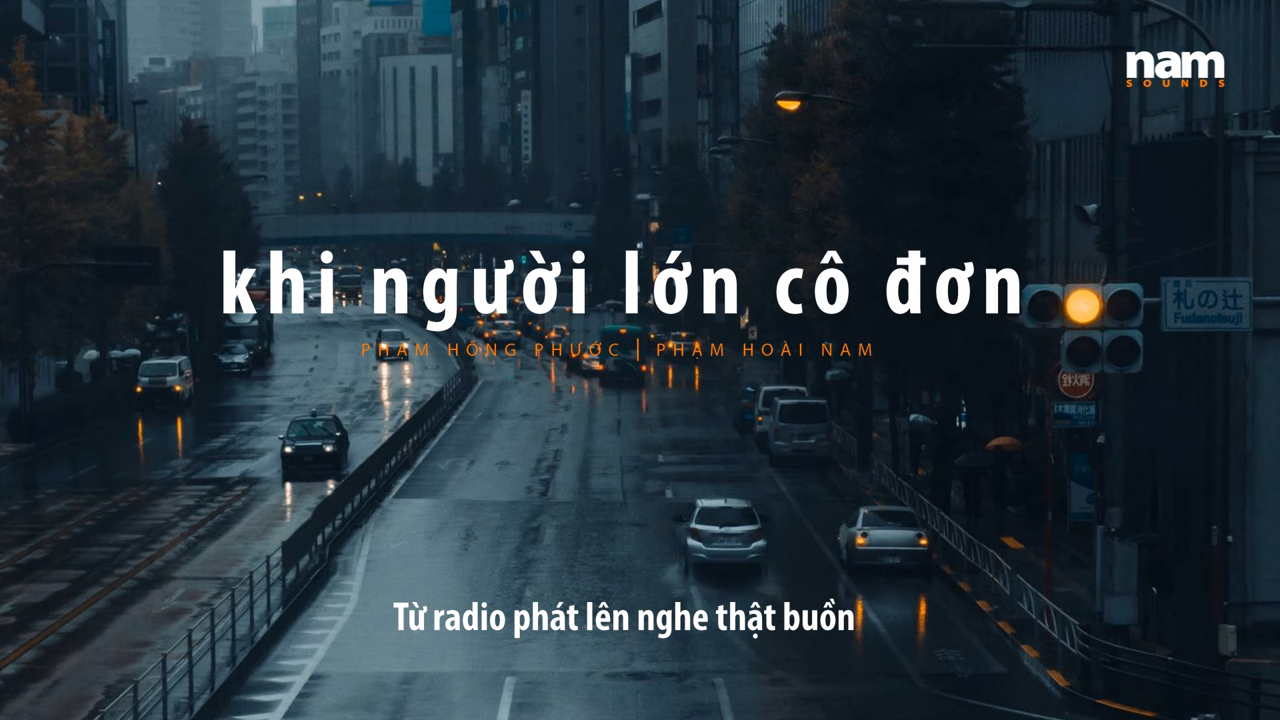 nam
SOUNDS
khi người lớn cô đơn
PHẠM HỒNG PHƯỚC | PHẠM HOÀI NAM
札の辻
Fudanotsuji
Từ radio phát lên nghe thật buồn